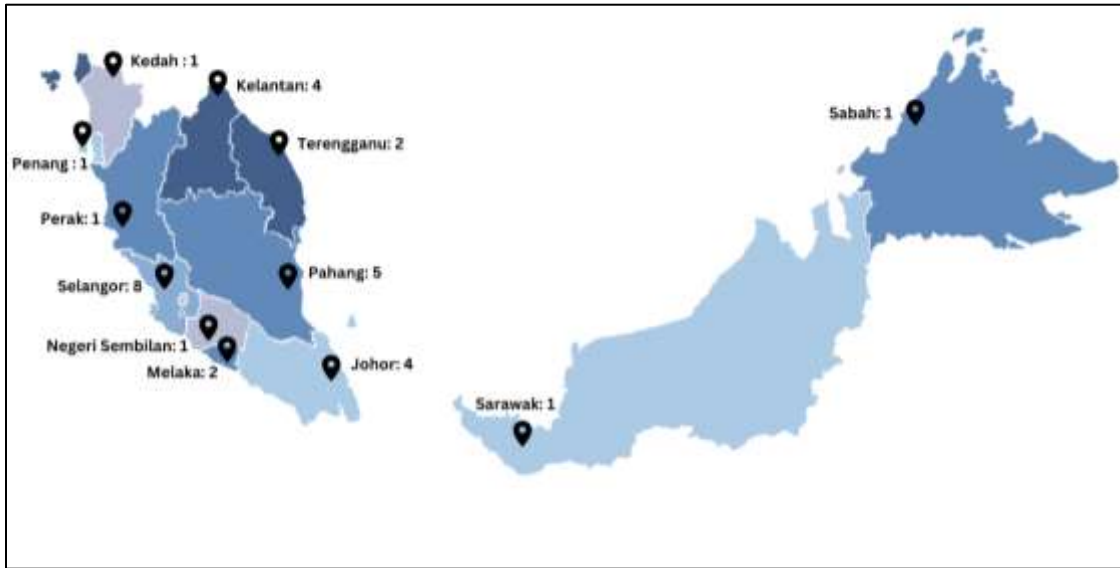 Kedah : 1
Kelantan: 4
Sabah: 1
Terengganu: 2
Penang : 1
Perak: 1
Pahang: 5
Selangor: 8
Negeri Sembilan: 1
Johor: 4
Melaka: 2
Sarawak: 1